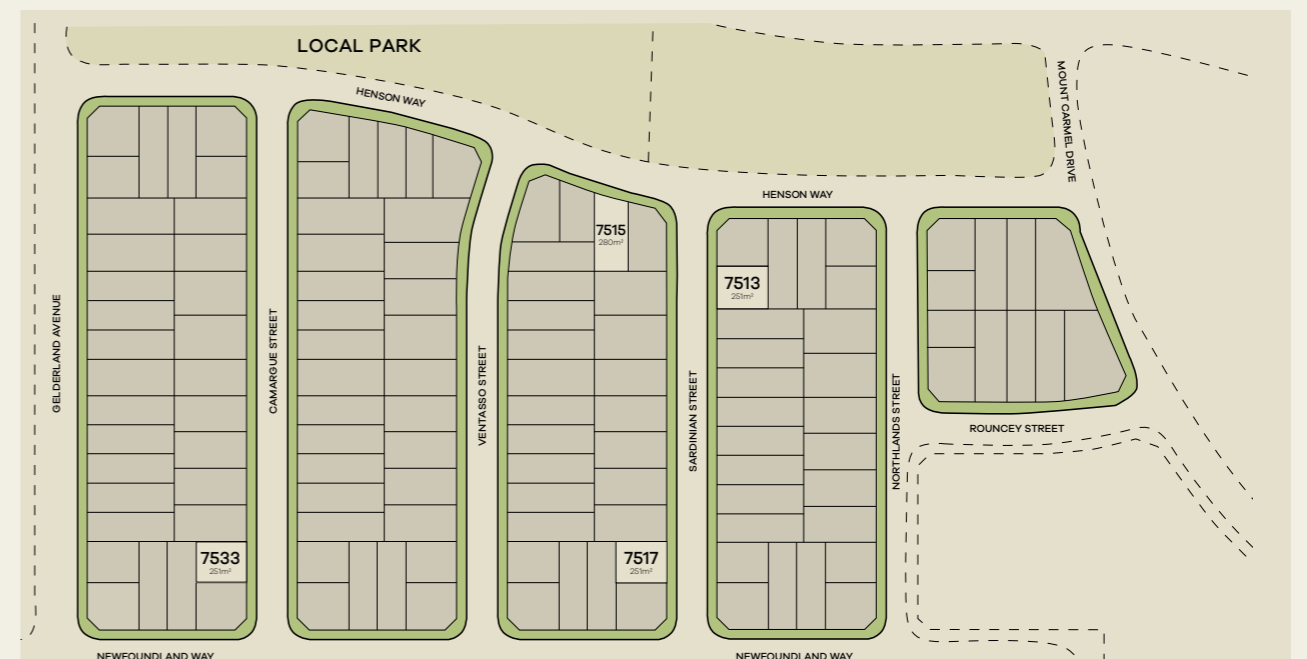 LOCAL PARK
HENSON WAY
MOUNT CARMEL DRIVE
HENSON WAY
7515
280m²
7513
251m²
GELDERLAND AVENUE
CAMARGUE STREET
VENTASSO STREET
SARDINIAN STREET
NORTHLANDS STREET
ROUNCEY STREET
7533
251m²
7517
251m²
NEWFOUNDLAND WAY
NEWFOUNDLAND WAY